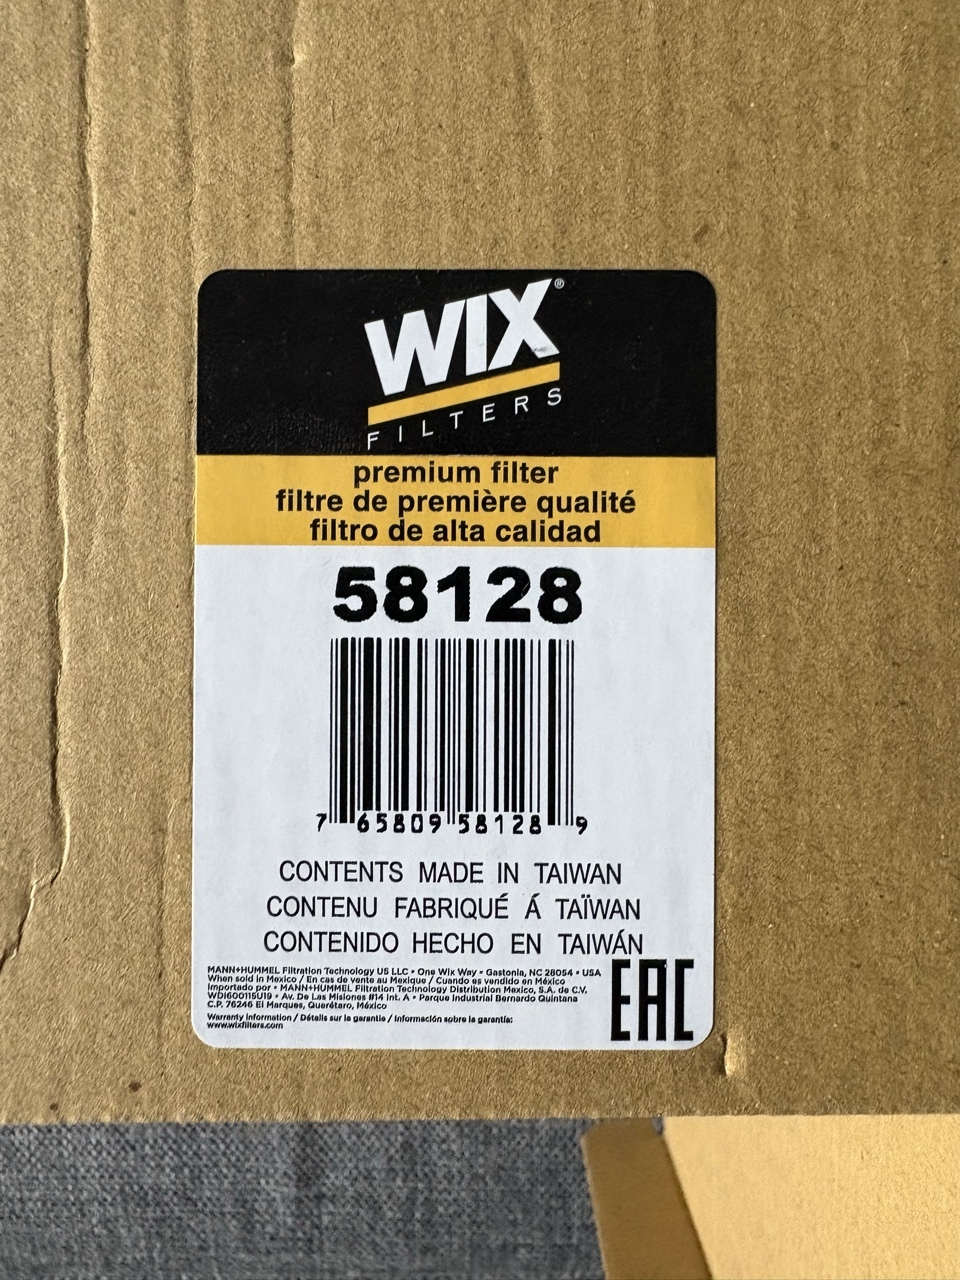 WIX®
FILTERS
premium filter
filtre de première qualité
filtro de alta calidad
58128
7 65809 58128 9
CONTENTS MADE IN TAIWAN
CONTENU FABRIQUÉ Á TAÏWAN
CONTENIDO HECHO EN TAIWÁN
MANN+HUMMEL Filtration Technology US LLC • One Wix Way • Gastonia, NC 28054 • USA
When sold in Mexico / En cas de vente au Mexique / Cuando es vendido en México
Importado por • MANN+HUMMEL Filtration Technology Distribution Mexico, S.A. de C.V.
WDI600115U19 • Av. De Las Misiones #14 Int. A • Parque Industrial Bernardo Quintana
C.P. 76246 El Marques, Querétaro, México
Warranty information / Détails sur la garantie / Información sobre la garantía:
www.wixfilters.com
EAC